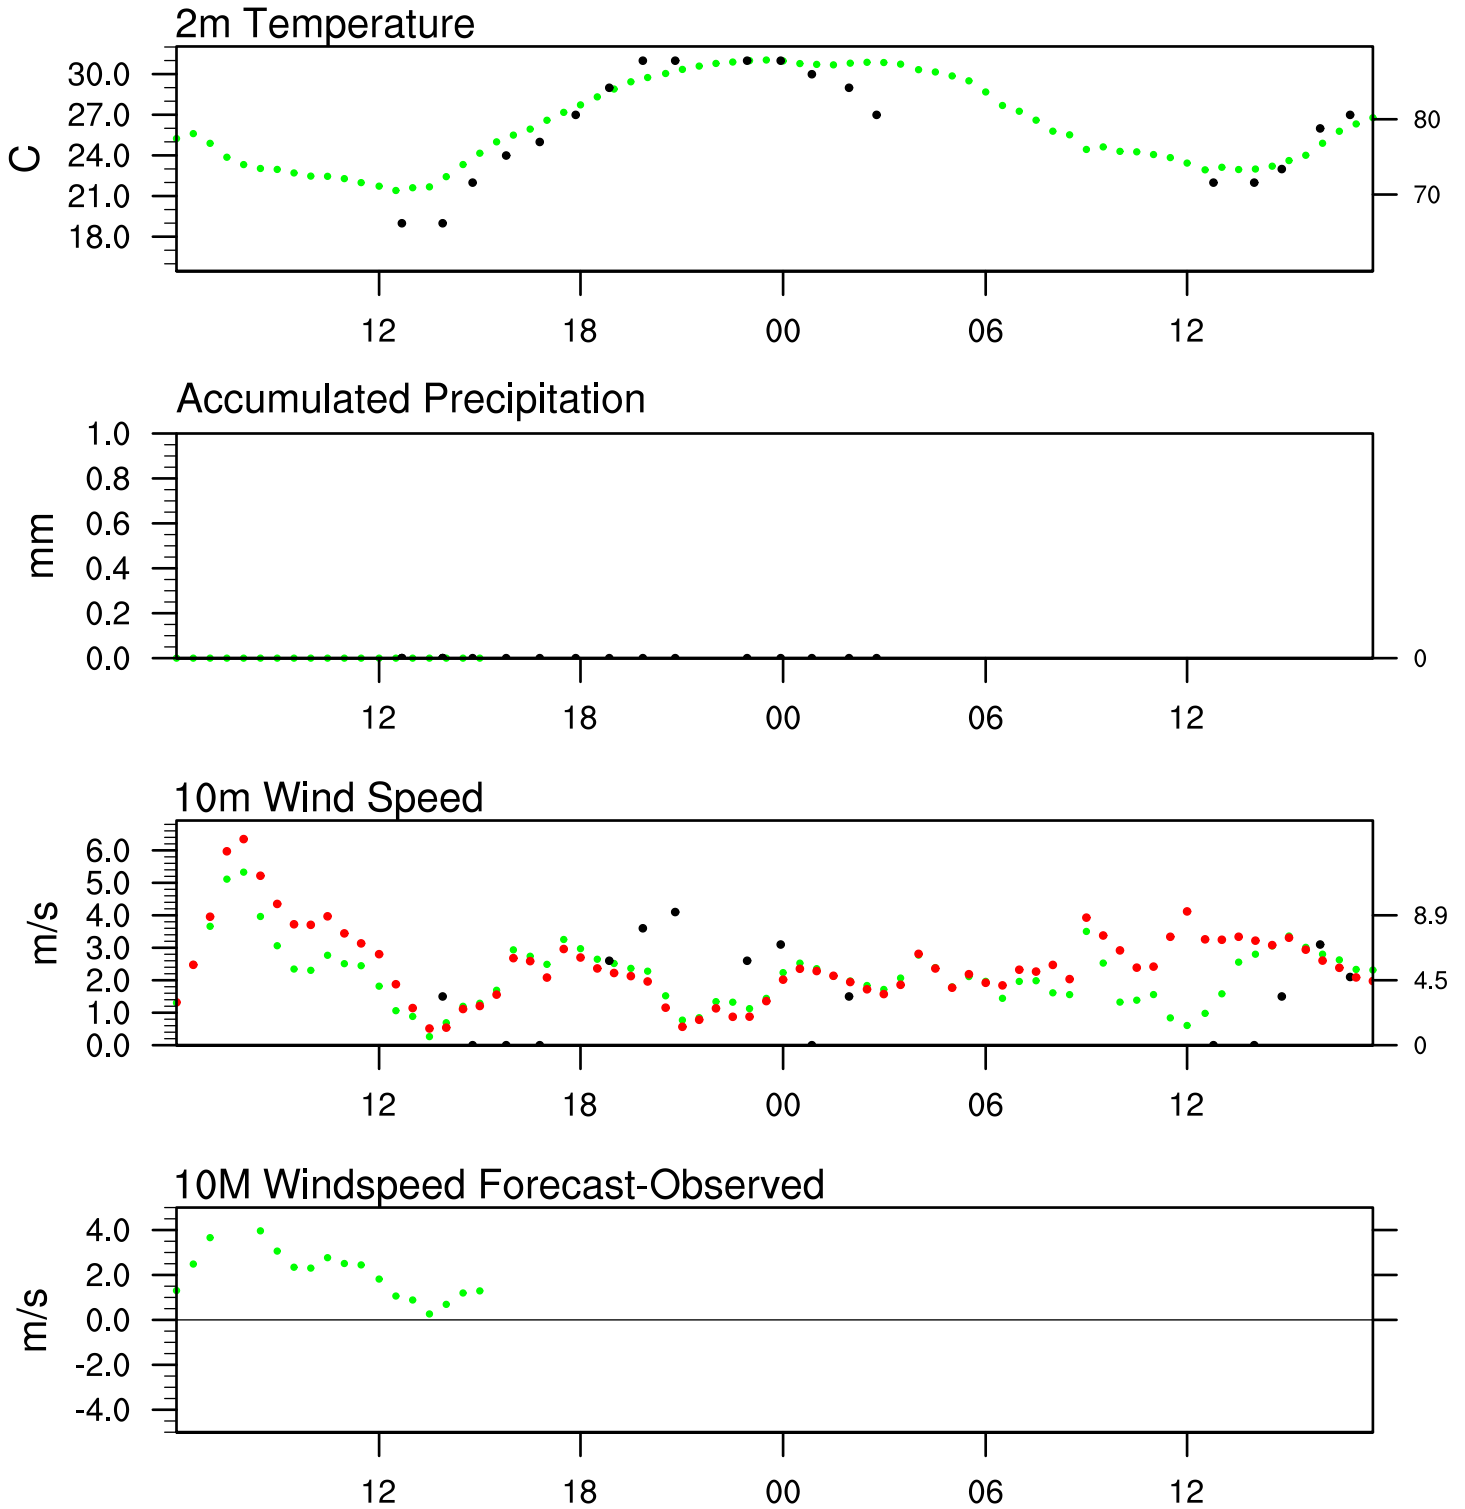 2m Temperature
30.0
27.0
24.0
21.0
18.0
C
80
70
12 18 00 06 12
Accumulated Precipitation
1.0
0.8
0.6
0.4
0.2
0.0
mm
0
12 18 00 06 12
10m Wind Speed
6.0
5.0
4.0
3.0
2.0
1.0
0.0
m/s
8.9
4.5
0
12 18 00 06 12
10M Windspeed Forecast-Observed
4.0
2.0
0.0
-2.0
-4.0
m/s
12 18 00 06 12